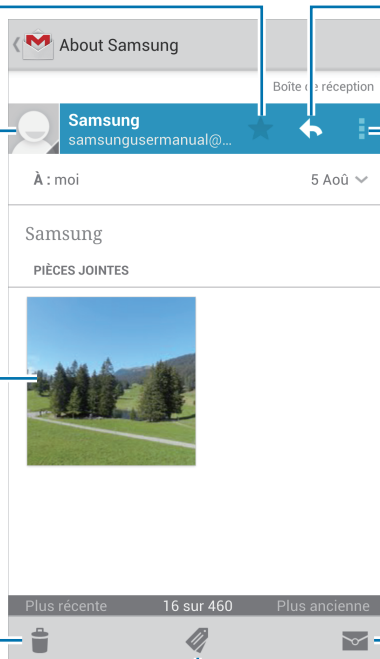 About Samsung
Boîte de réception
Samsung
samsungusermanual@...
À : moi
5 Aoû
Samsung
PIÈCES JOINTES
Plus récente
16 sur 460
Plus ancienne